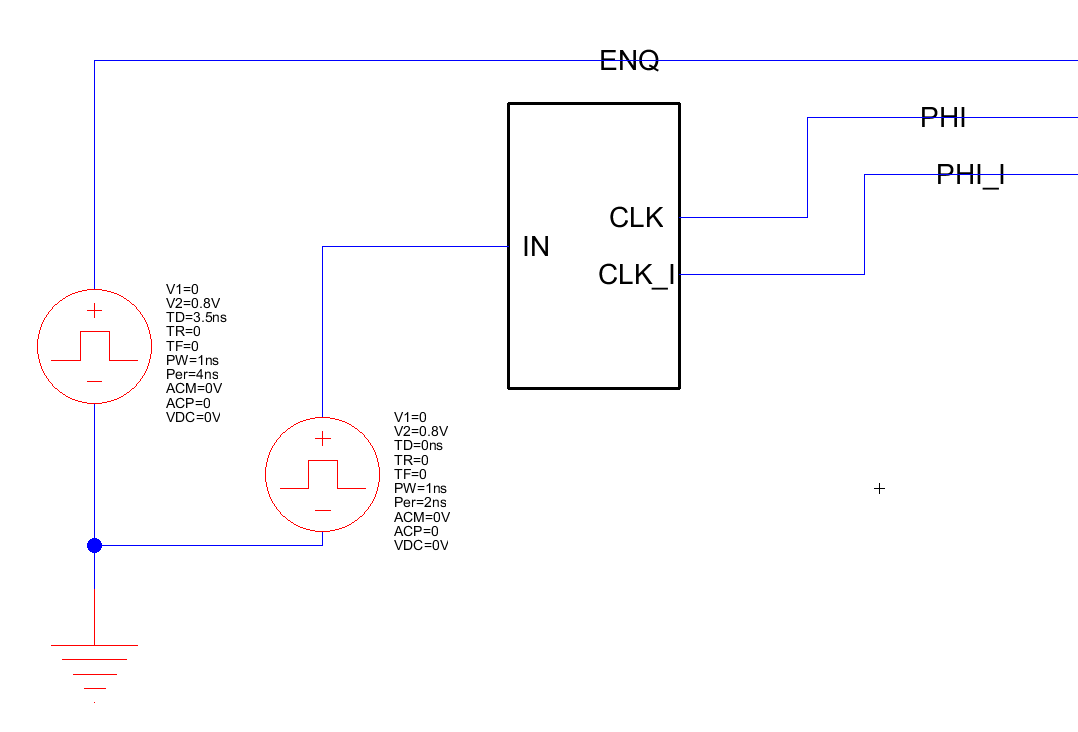 ENQ
PHI
PHI_I
CLK
IN
CLK_I
V1=0
V2=0.8V
TD=3.5ns
TR=0
TF=0
PW=1ns
Per=4ns
ACM=0V
ACP=0
VDC=0V
V1=0
V2=0.8V
TD=0ns
TR=0
TF=0
PW=1ns
Per=2ns
ACM=0V
ACP=0
VDC=0V